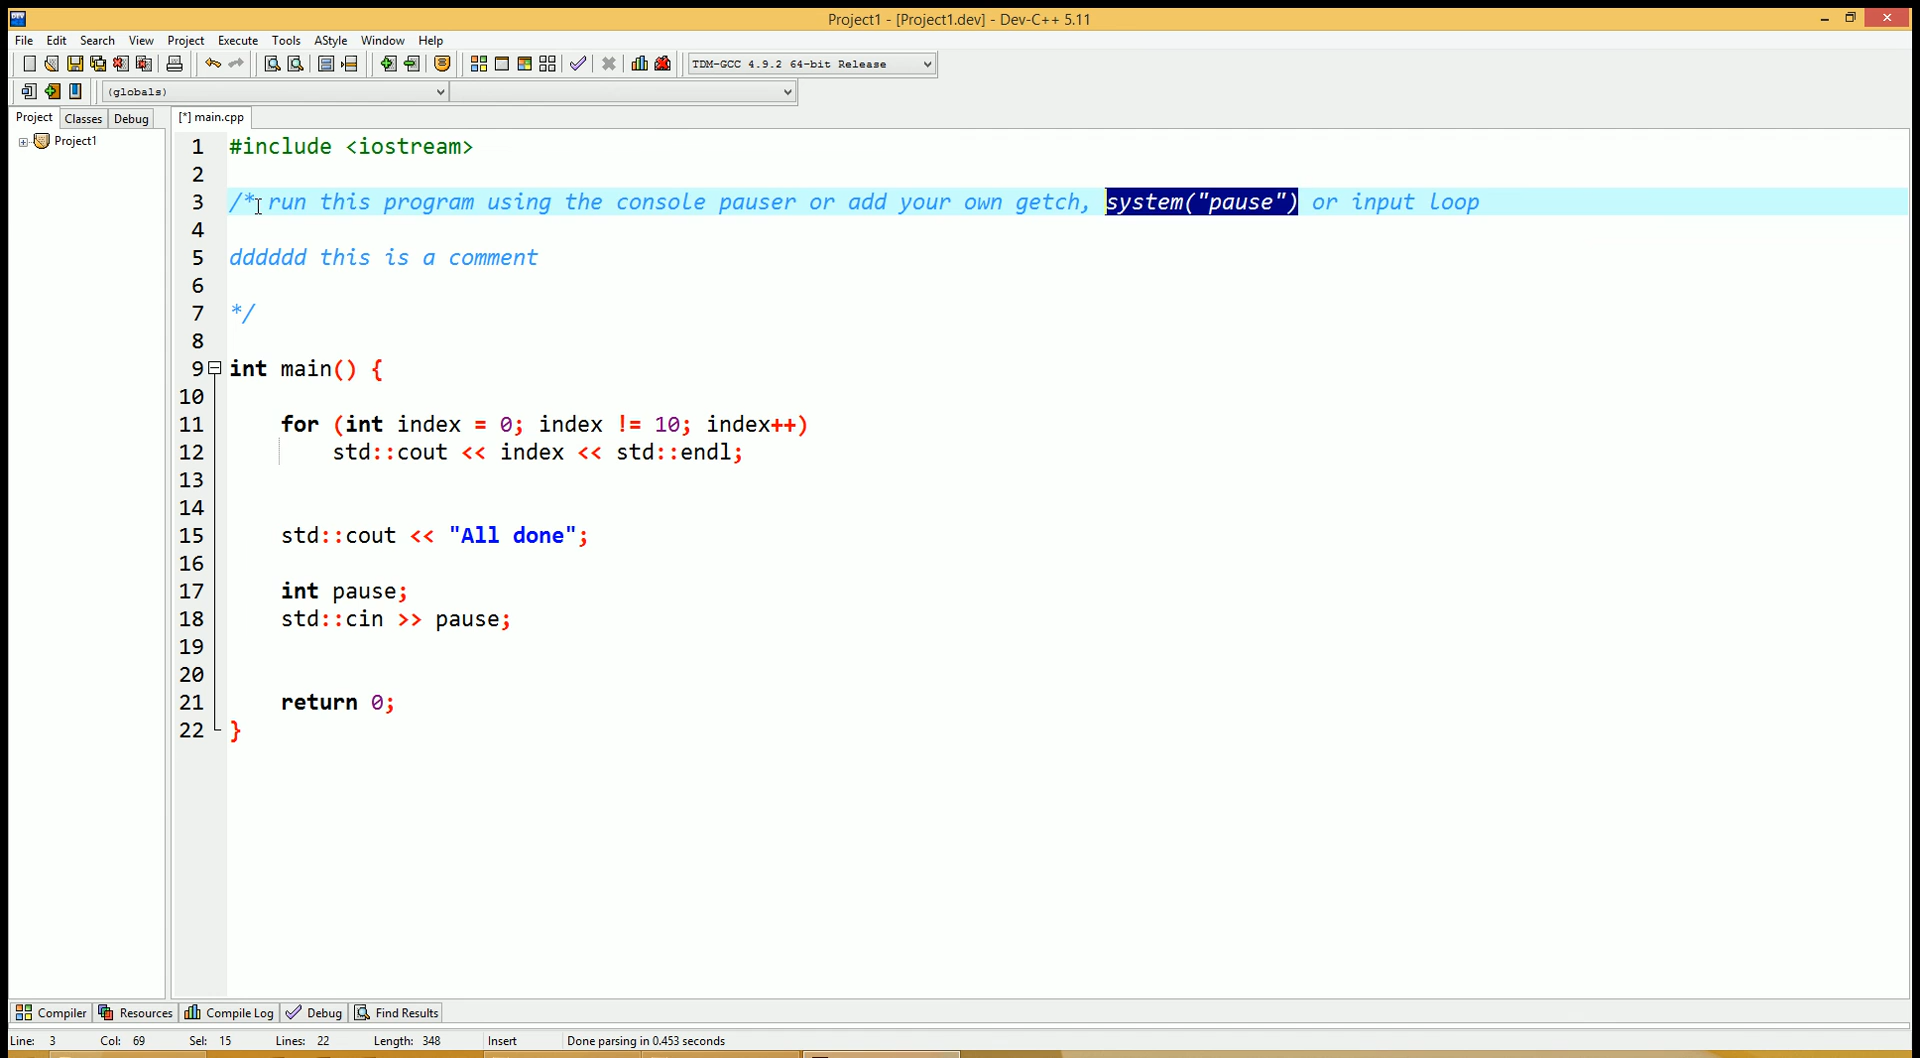 Project1 - [Project1.dev] - Dev-C++ 5.11
File Edit Search View Project Execute Tools AStyle Window Help
TDM-GCC 4.9.2 64-bit Release
(globals)
Project Classes Debug
[*] main.cpp
Project1
1 #include <iostream>
2
3 /* run this program using the console pauser or add your own getch, system("pause") or input loop
4
5 dddddd this is a comment
6
7 */
8
9 int main() {
10
11 for (int index = 0; index != 10; index++)
12 std::cout << index << std::endl;
13
14
15 std::cout << "All done";
16
17 int pause;
18 std::cin >> pause;
19
20
21 return 0;
22 }
Compiler Resources Compile Log Debug Find Results
Line: 3 Col: 69 Sel: 15 Lines: 22 Length: 348 Insert Done parsing in 0.453 seconds